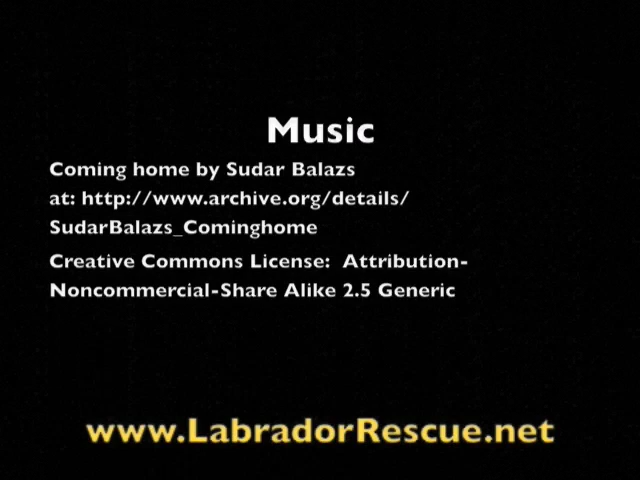 Music
Coming home by Sudar Balazs
at: http://www.archive.org/details/
SudarBalazs_Cominghome
Creative Commons License:  Attribution-
Noncommercial-Share Alike 2.5 Generic
www.LabradorRescue.net